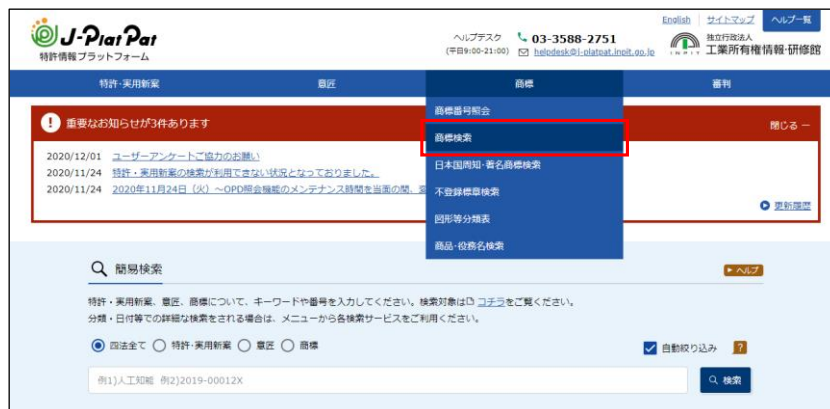 English サイトマップ ヘルプ一覧
J-PlatPat
特許情報プラットフォーム
ヘルプデスク 03-3588-2751
(平日9:00-21:00) helpdesk@j-platpat.inpit.go.jp
独立行政法人
INPIT 工業所有権情報・研修館
特許・実用新案 意匠 商標 審判
商標番号照会
商標検索
日本国周知・著名商標検索
不登録標章検索
図形等分類表
商品・役務名検索
重要なお知らせが3件あります 閉じる
2020/12/01 ユーザーアンケートご協力のお願い
2020/11/24 特許・実用新案の検索が利用できない状況となっておりました。
2020/11/24 2020年11月24日（火）～OPD照会機能のメンテナンス時間を当面の間、
更新履歴
簡易検索 ヘルプ
特許・実用新案、意匠、商標について、キーワードや番号を入力してください。検索対象は コチラをご覧ください。
分類・日付等での詳細な検索をされる場合は、メニューから各検索サービスをご利用ください。
四法全て 特許・実用新案 意匠 商標 自動絞り込み ?
例1)人工知能 例2)2019-00012X 検索